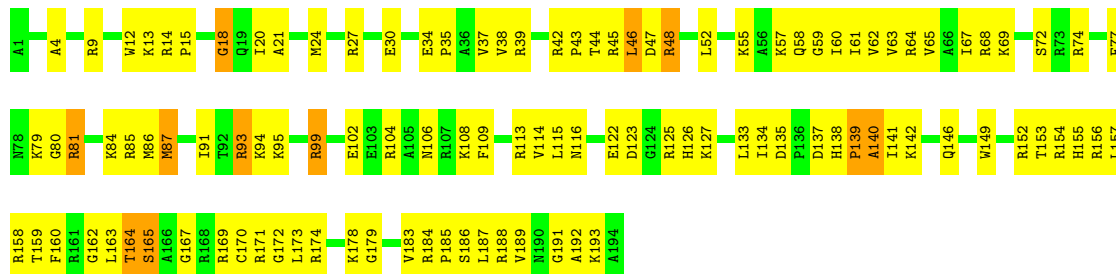 A1 A4 R9 W12 K13 R14 P15 G18 Q19 I20 A21 M24 R27 E30 E34 P35 A36 V37 V38 R39 R42 P43 T44 R45 L46 D47 R48 L52 K55 A56 K57 Q58 G59 I60 I61 V62 V63 R64 V65 A66 I67 R68 K69 S72 R73 R74 F77
N78 K79 G80 R81 K84 R85 M86 M87 I91 T92 R93 K94 K95 R99 E102 E103 R104 A105 N106 R107 K108 F109 R113 V114 L115 N116 E122 D123 G124 R125 H126 K127 L133 I134 D135 P136 D137 H138 P139 A140 I141 K142 Q146 W149 R152 T153 R154 H155 R156 L157
R158 T159 F160 R161 G162 L163 T164 S165 A166 G167 R168 R169 C170 R171 G172 L173 R174 K178 G179 V183 R184 P185 S186 L187 R188 V189 N190 G191 A192 K193 A194